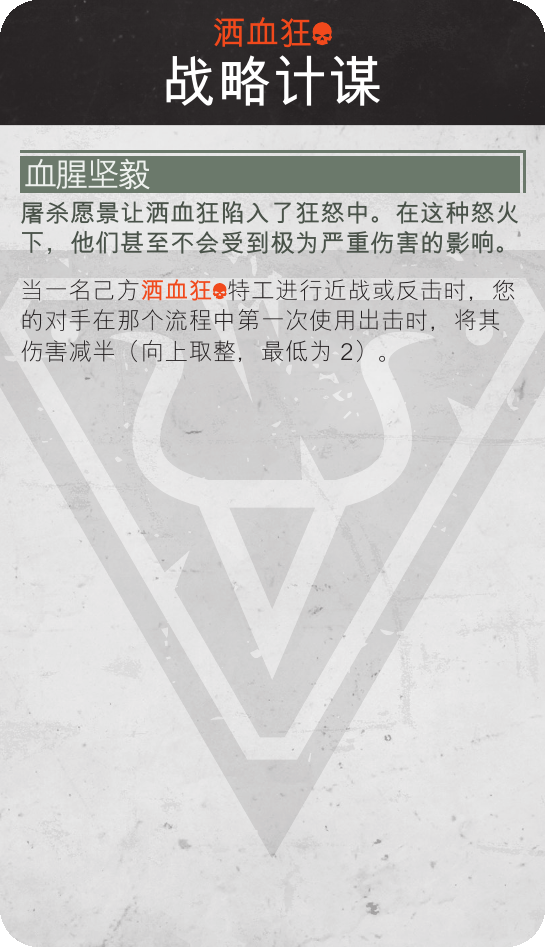 洒血狂
战略计谋
血腥坚毅
屠杀愿景让洒血狂陷入了狂怒中。在这种怒火
下，他们甚至不会受到极为严重伤害的影响。
当一名己方洒血狂特工进行近战或反击时，您
的对手在那个流程中第一次使用出击时，将其
伤害减半（向上取整，最低为 2）。